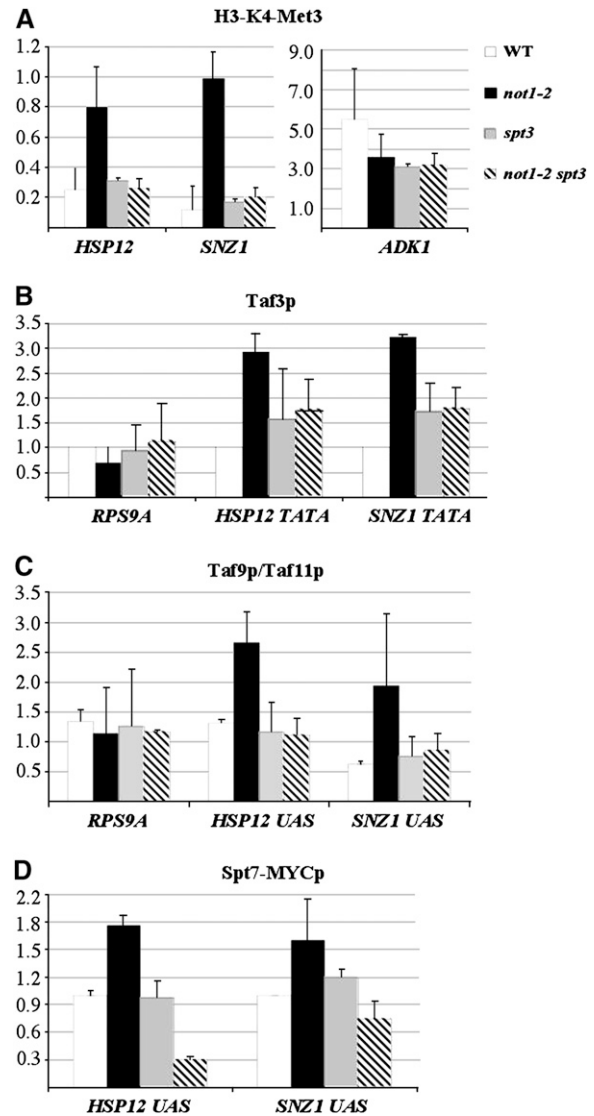 A
H3-K4-Met3
1.2
1.0
0.8
0.6
0.4
0.2
HSP12 SNZ1
9.0
7.0
5.0
3.0
1.0
ADK1
WT
not1-2
spt3
not1-2 spt3
B
Taf3p
3.5
3.0
2.5
2.0
1.5
1.0
0.5
RPS9A HSP12 TATA SNZ1 TATA
C
Taf9p/Taf11p
3.5
3.0
2.5
2.0
1.5
1.0
0.5
RPS9A HSP12 UAS SNZ1 UAS
D
Spt7-MYCp
2.2
1.8
1.5
1.2
0.9
0.6
0.3
HSP12 UAS SNZ1 UAS